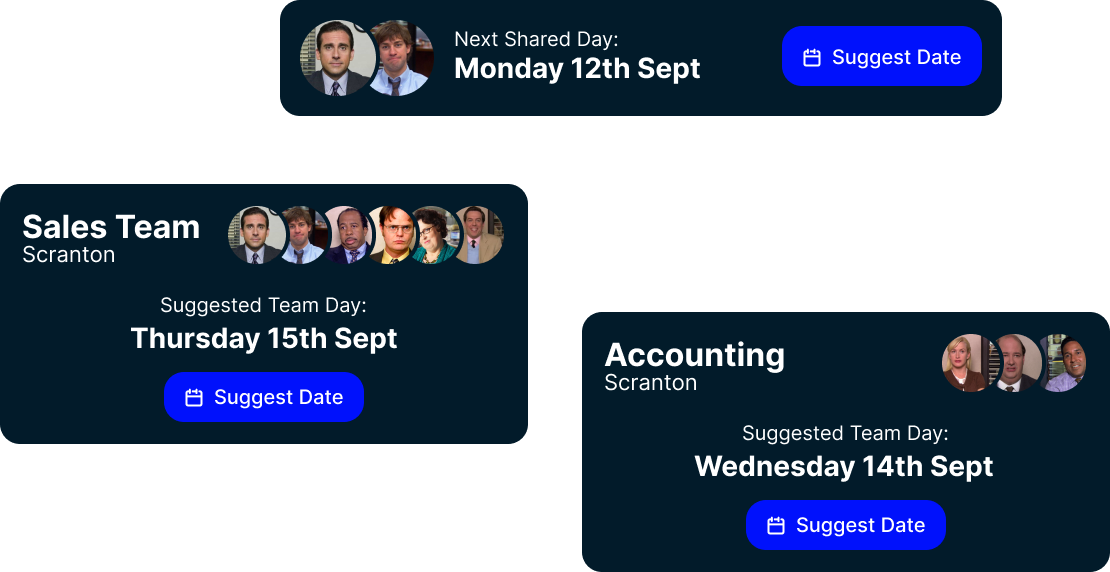 Next Shared Day:
Monday 12th Sept
Suggest Date
Sales Team
Scranton
Suggested Team Day:
Thursday 15th Sept
Suggest Date
Accounting
Scranton
Suggested Team Day:
Wednesday 14th Sept
Suggest Date